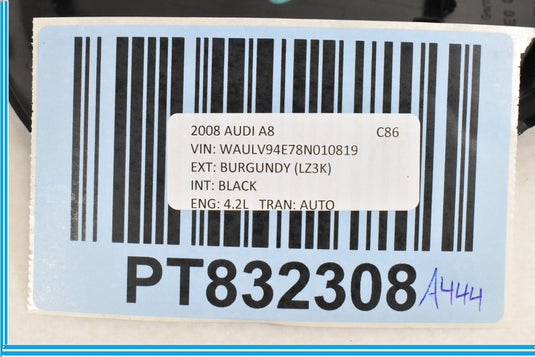 2008 AUDI A8 C86
VIN: WAULV94E78N010819
EXT: BURGUNDY (LZ3K)
INT: BLACK
ENG: 4.2L TRAN: AUTO
PT832308
A444